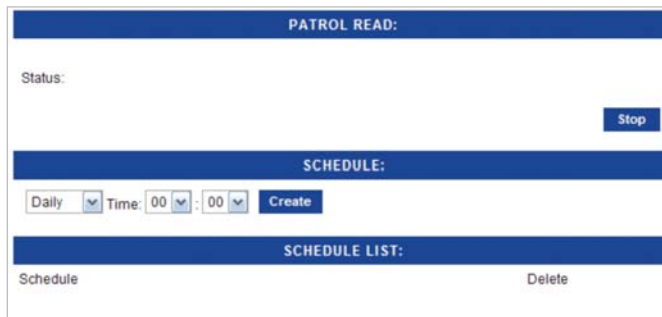 PATROL READ:
Status:
Stop
SCHEDULE:
Daily Time: 00 : 00 Create
SCHEDULE LIST:
Schedule Delete